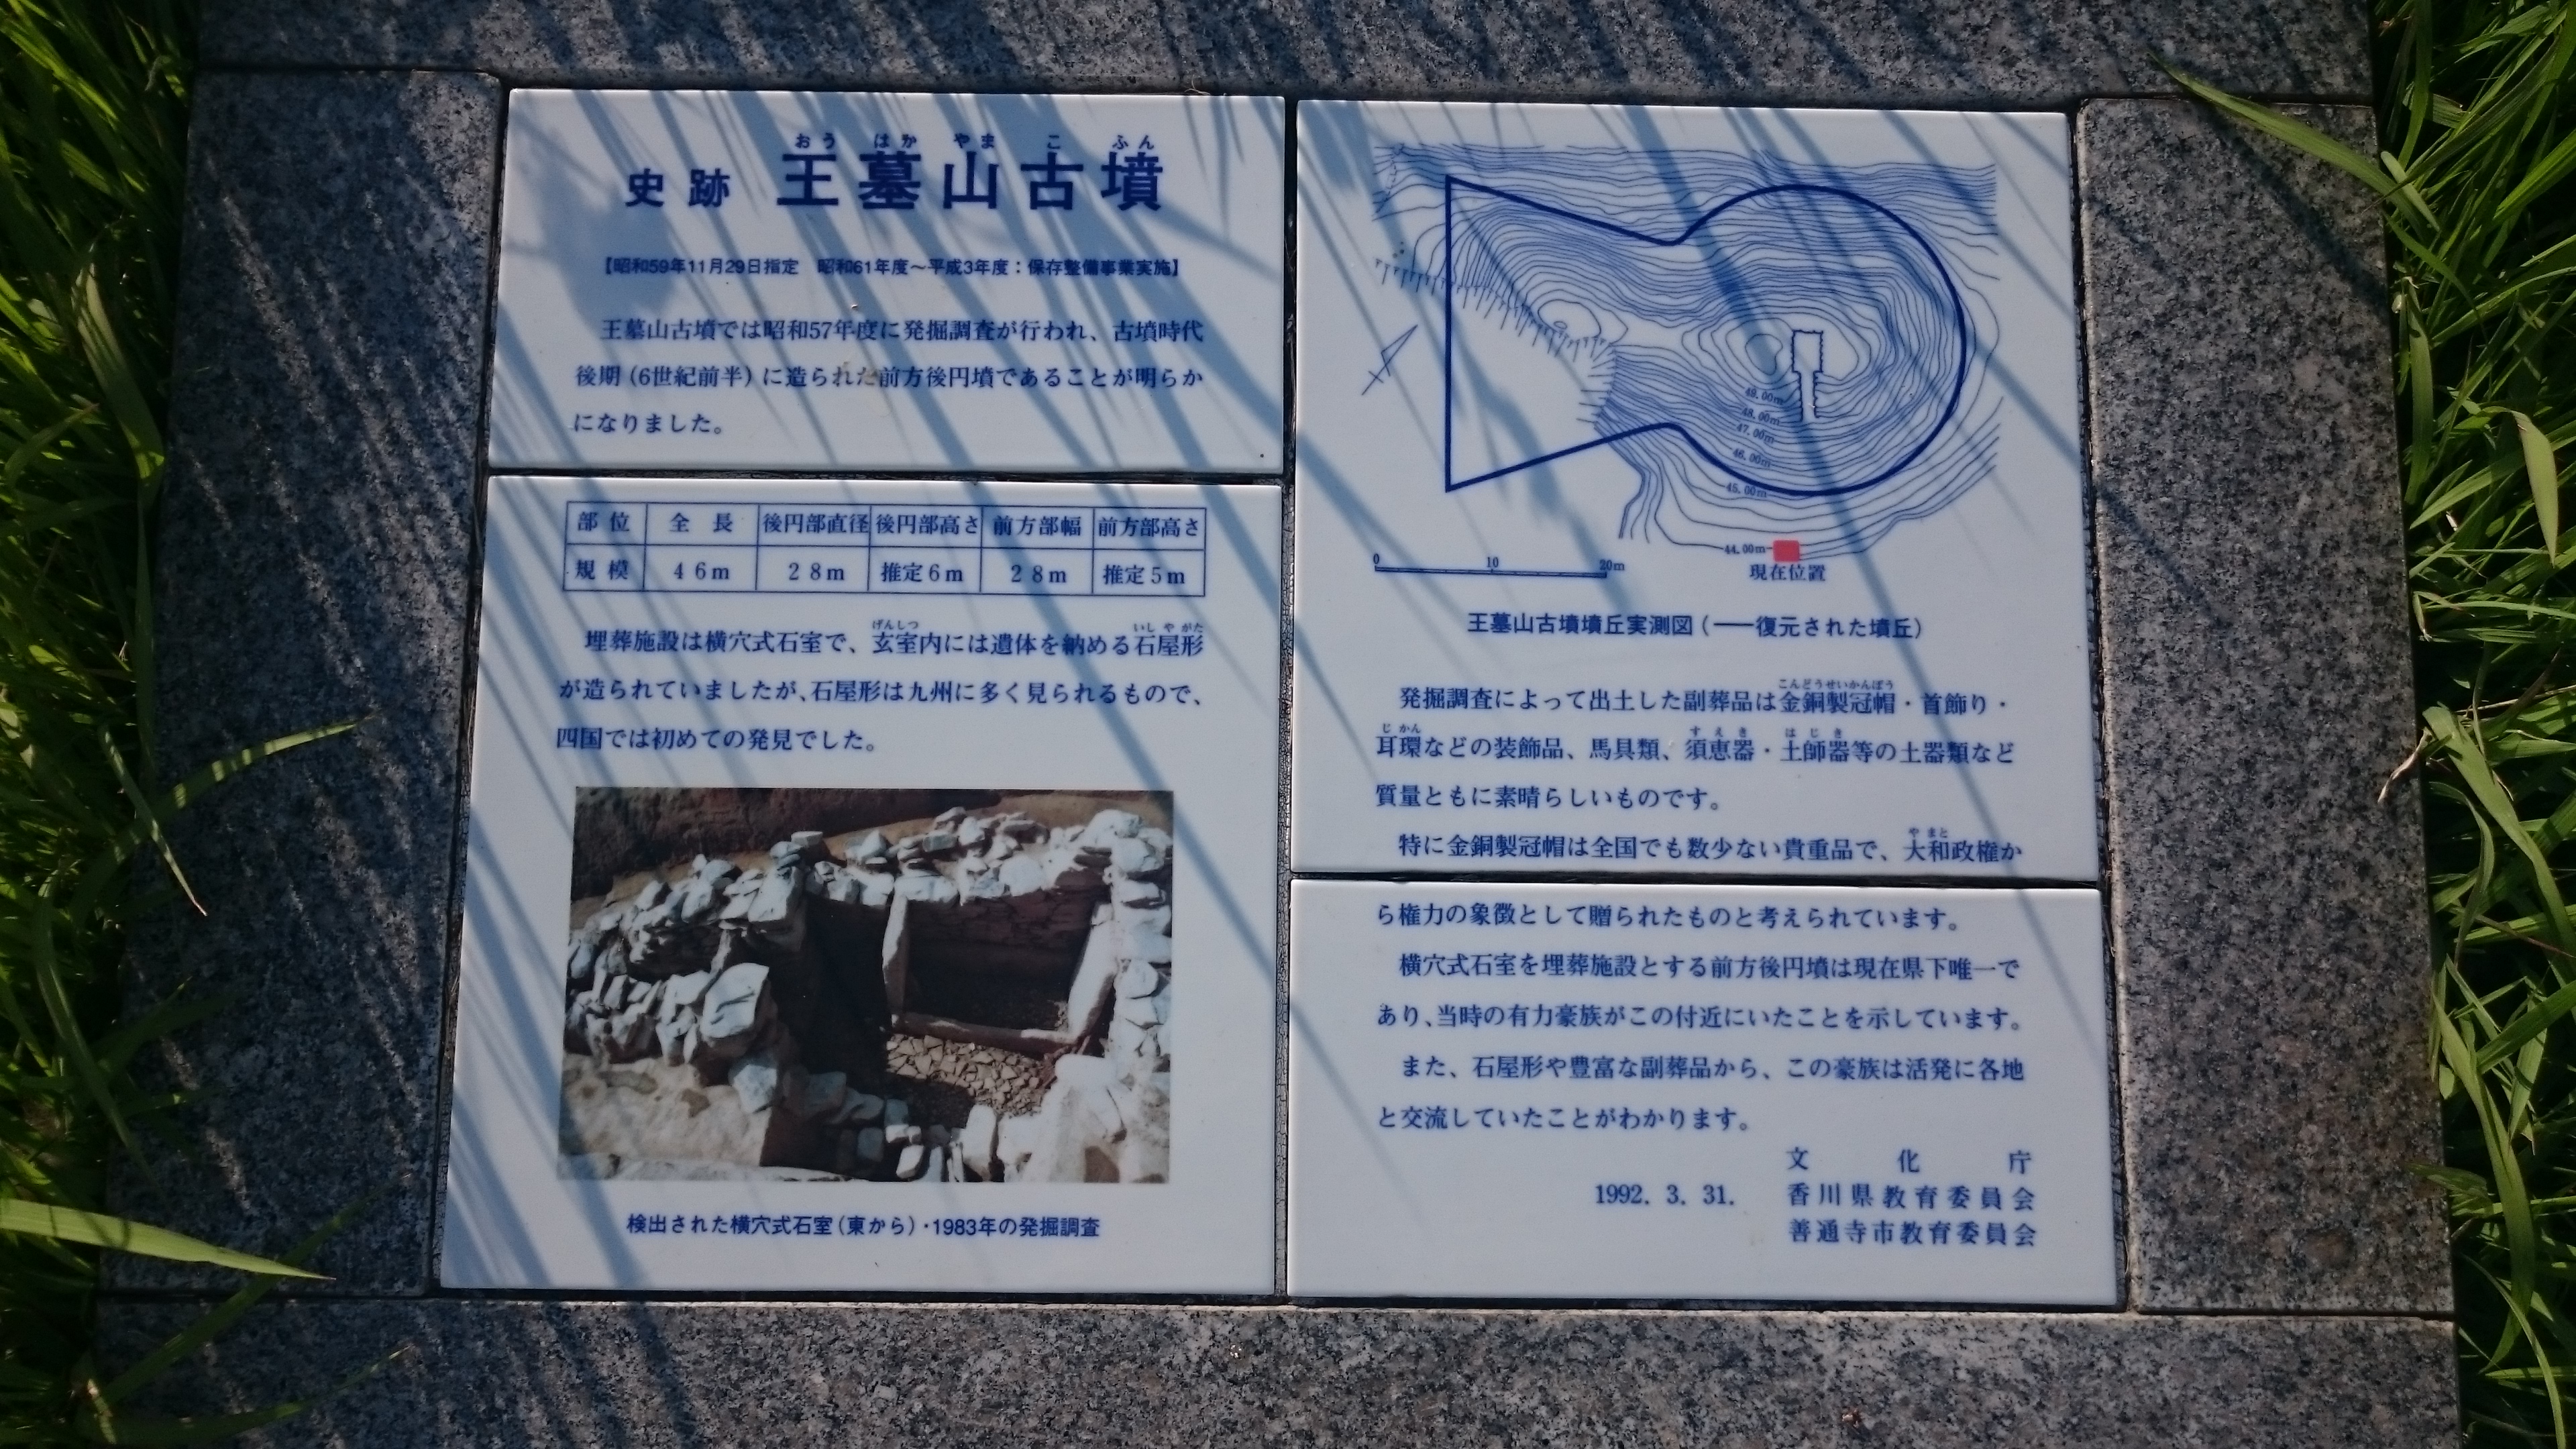 おう はか やま こ ふん
史跡 王墓山古墳
【昭和59年11月29日指定 昭和61年度～平成3年度：保存整備事業実施】
王墓山古墳では昭和57年度に発掘調査が行われ、古墳時代
後期（6世紀前半）に造られた前方後円墳であることが明らか
になりました。
部位 全長 後円部直径 後円部高さ 前方部幅 前方部高さ
規模 46m 28m 推定6m 28m 推定5m
げんしつ いしやがた
埋葬施設は横穴式石室で、玄室内には遺体を納める石屋形
が造られていましたが、石屋形は九州に多く見られるもので、
四国では初めての発見でした。
検出された横穴式石室（東から）・1983年の発掘調査
49.00m
48.00m
47.00m
46.00m
45.00m
44.00m
現在位置
0 10 20m
王墓山古墳墳丘実測図（──復元された墳丘）
こんどうせいかんぼう
発掘調査によって出土した副葬品は金銅製冠帽・首飾り・
じかん すえき はじき
耳環などの装飾品、馬具類、須恵器・土師器等の土器類など
質量ともに素晴らしいものです。
やまと
特に金銅製冠帽は全国でも数少ない貴重品で、大和政権か
ら権力の象徴として贈られたものと考えられています。
横穴式石室を埋葬施設とする前方後円墳は現在県下唯一で
あり、当時の有力豪族がこの付近にいたことを示しています。
また、石屋形や豊富な副葬品から、この豪族は活発に各地
と交流していたことがわかります。
文化庁
1992. 3. 31. 香川県教育委員会
善通寺市教育委員会